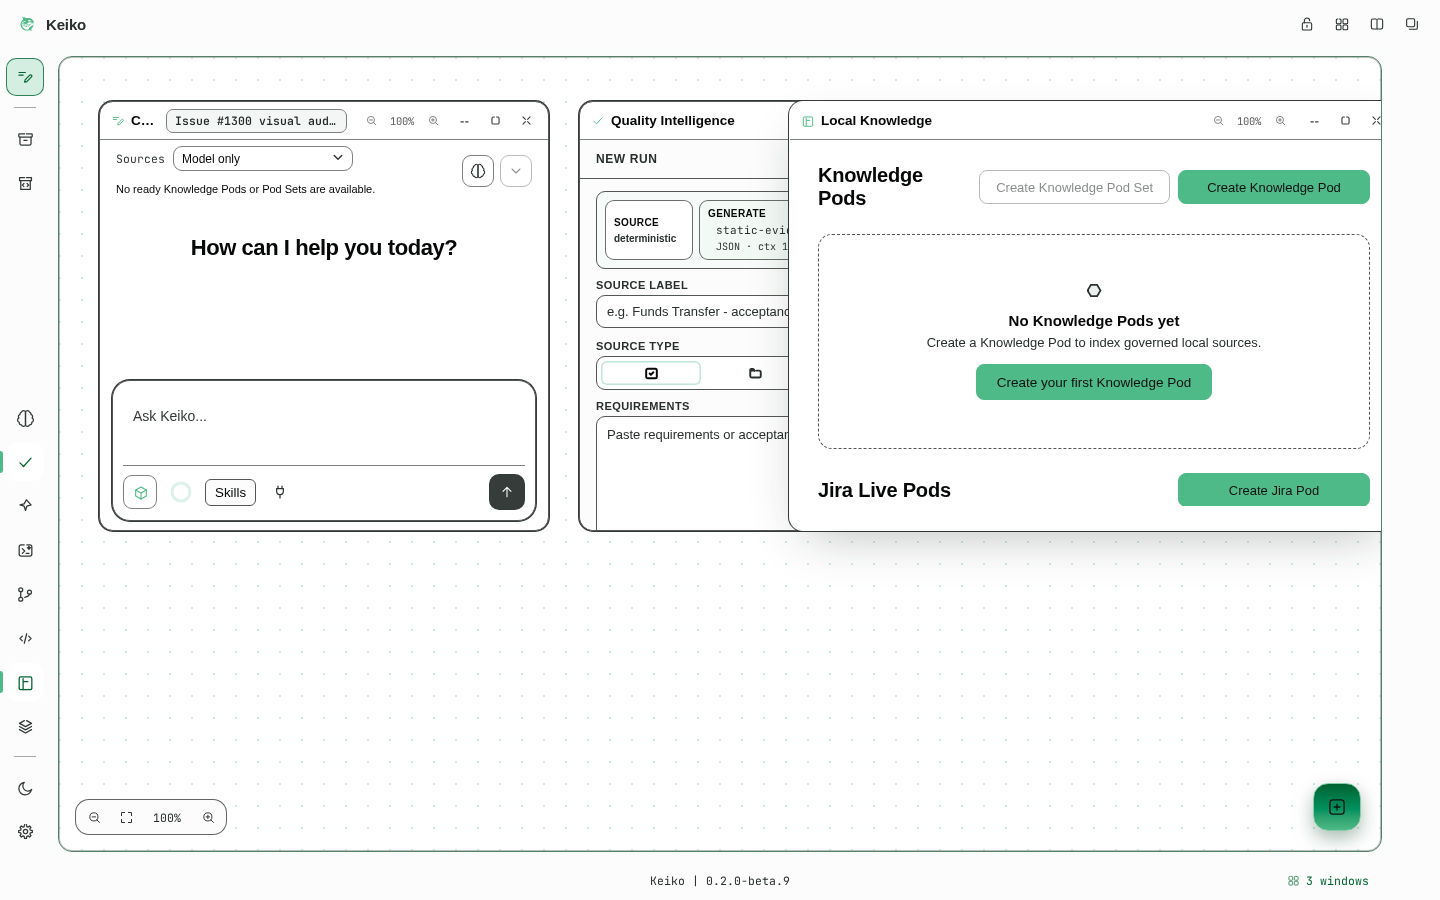 Keiko
C...
Issue #1300 visual aud…
100%
Sources
Model only
No ready Knowledge Pods or Pod Sets are available.
How can I help you today?
Ask Keiko...
Skills
Quality Intelligence
NEW RUN
SOURCE
deterministic
GENERATE
static-evi
JSON · ctx 1
SOURCE LABEL
e.g. Funds Transfer - acceptanc
SOURCE TYPE
REQUIREMENTS
Paste requirements or acceptan
Local Knowledge
100%
Knowledge
Pods
Create Knowledge Pod Set
Create Knowledge Pod
No Knowledge Pods yet
Create a Knowledge Pod to index governed local sources.
Create your first Knowledge Pod
Jira Live Pods
Create Jira Pod
100%
Keiko | 0.2.0-beta.9
3 windows